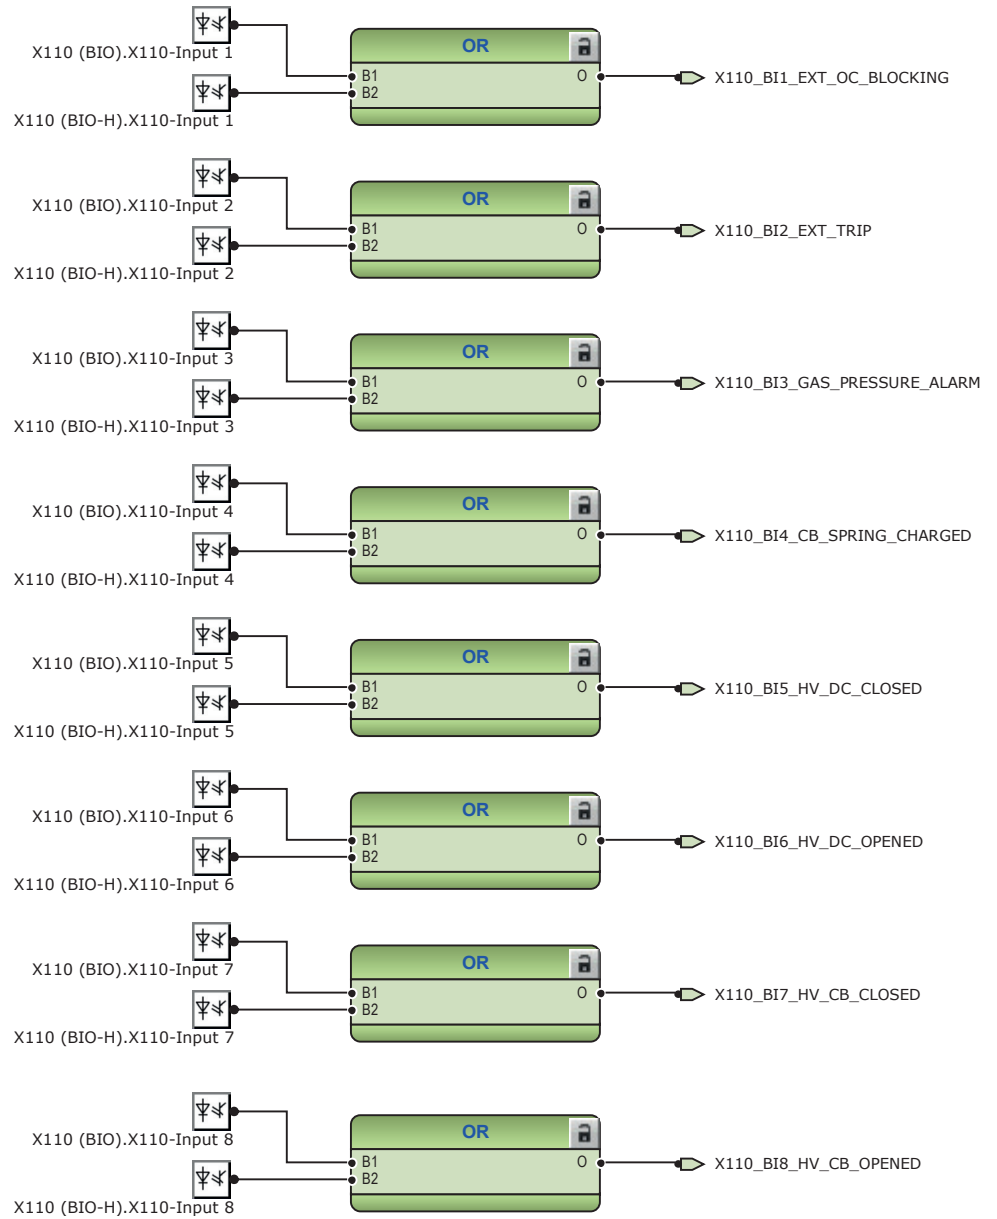 X110 (BIO).X110-Input 1
X110 (BIO-H).X110-Input 1
OR
B1
B2
O
X110_BI1_EXT_OC_BLOCKING
X110 (BIO).X110-Input 2
X110 (BIO-H).X110-Input 2
OR
B1
B2
O
X110_BI2_EXT_TRIP
X110 (BIO).X110-Input 3
X110 (BIO-H).X110-Input 3
OR
B1
B2
O
X110_BI3_GAS_PRESSURE_ALARM
X110 (BIO).X110-Input 4
X110 (BIO-H).X110-Input 4
OR
B1
B2
O
X110_BI4_CB_SPRING_CHARGED
X110 (BIO).X110-Input 5
X110 (BIO-H).X110-Input 5
OR
B1
B2
O
X110_BI5_HV_DC_CLOSED
X110 (BIO).X110-Input 6
X110 (BIO-H).X110-Input 6
OR
B1
B2
O
X110_BI6_HV_DC_OPENED
X110 (BIO).X110-Input 7
X110 (BIO-H).X110-Input 7
OR
B1
B2
O
X110_BI7_HV_CB_CLOSED
X110 (BIO).X110-Input 8
X110 (BIO-H).X110-Input 8
OR
B1
B2
O
X110_BI8_HV_CB_OPENED